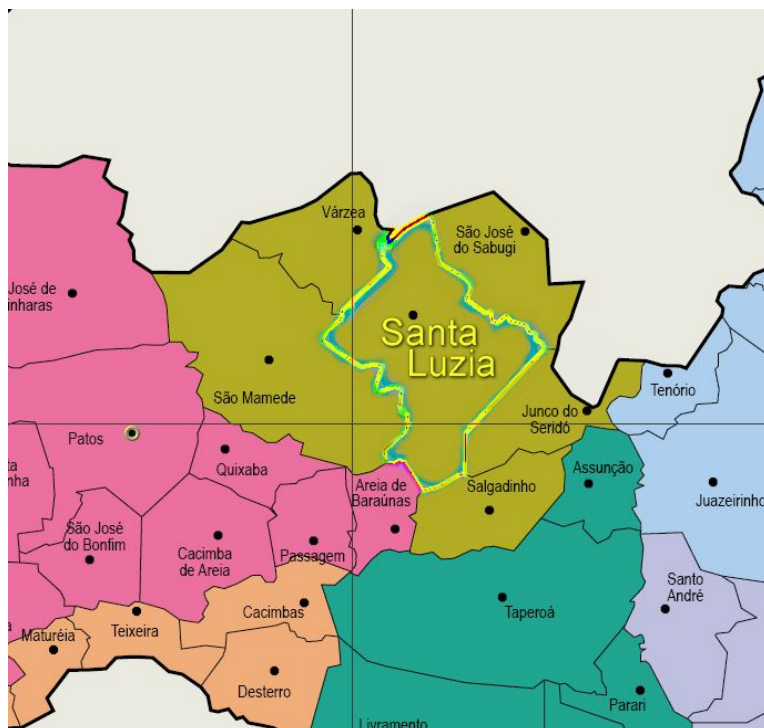 Várzea
São José
do Sabugi
José de
inharas
Santa
Luzia
São Mamede
Tenório
Junco do
Seridó
Patos
Quixaba
Areia de
Baraúnas
Salgadinho
Assunção
Juazeirinho
São José
do Bonfim
Cacimba
de Areia
Passagem
Santo
André
Cacimbas
Taperoá
Maturéia
Teixeira
Desterro
Parari
Livramento